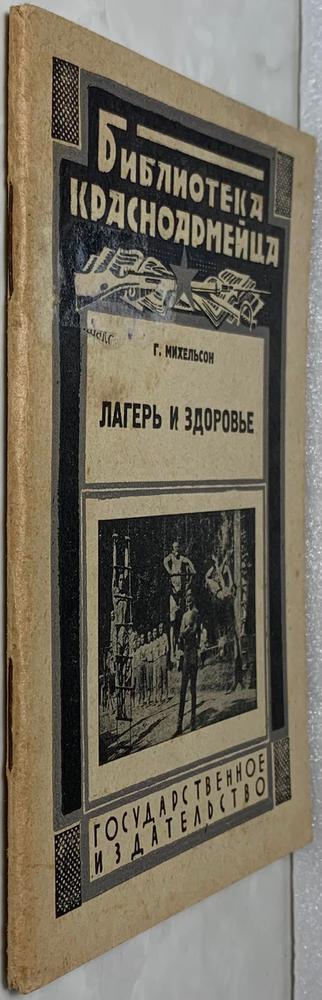 БИБЛИОТЕКА
КРАСНОАРМЕЙЦА
Г. МИХЕЛЬСОН
ЛАГЕРЬ И ЗДОРОВЬЕ
ГОСУДАРСТВЕННОЕ
ИЗДАТЕЛЬСТВО